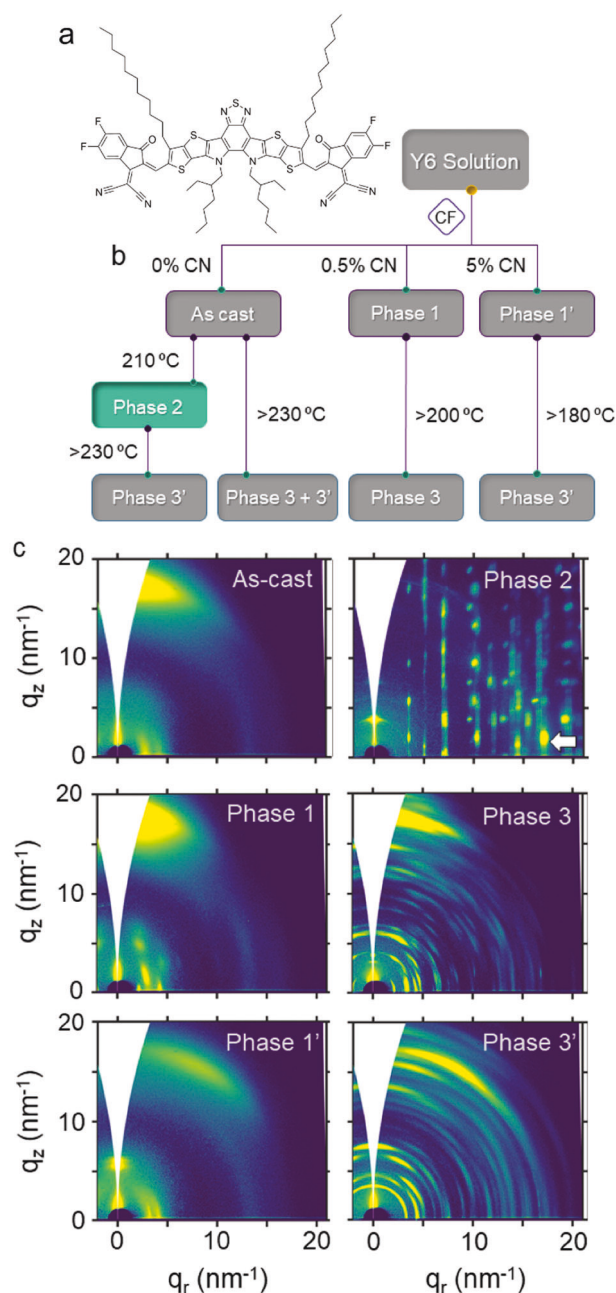 a
F
F
O
N
N
S
S
N
S
N
N
N
S
S
O
F
F
N
N
Y6 Solution
CF
b
0% CN
0.5% CN
5% CN
As cast
Phase 1
Phase 1'
210 ºC
Phase 2
>230 ºC
>230 ºC
>200 ºC
>180 ºC
Phase 3'
Phase 3 + 3'
Phase 3
Phase 3'
c
As-cast
Phase 2
20
10
0
qz (nm-1)
Phase 1
Phase 3
20
10
0
qz (nm-1)
Phase 1'
Phase 3'
20
10
0
qz (nm-1)
0 10 20
0 10 20
qr (nm-1)
qr (nm-1)